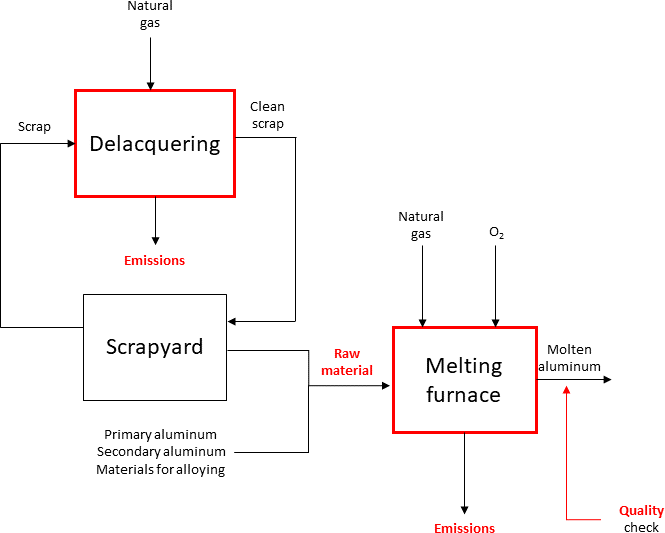 Natural
gas
Clean
scrap
Scrap
Delacquering
Emissions
Natural
gas
O₂
Scrapyard
Raw
material
Melting
furnace
Molten
aluminum
Primary aluminum
Secondary aluminum
Materials for alloying
Emissions
Quality
check